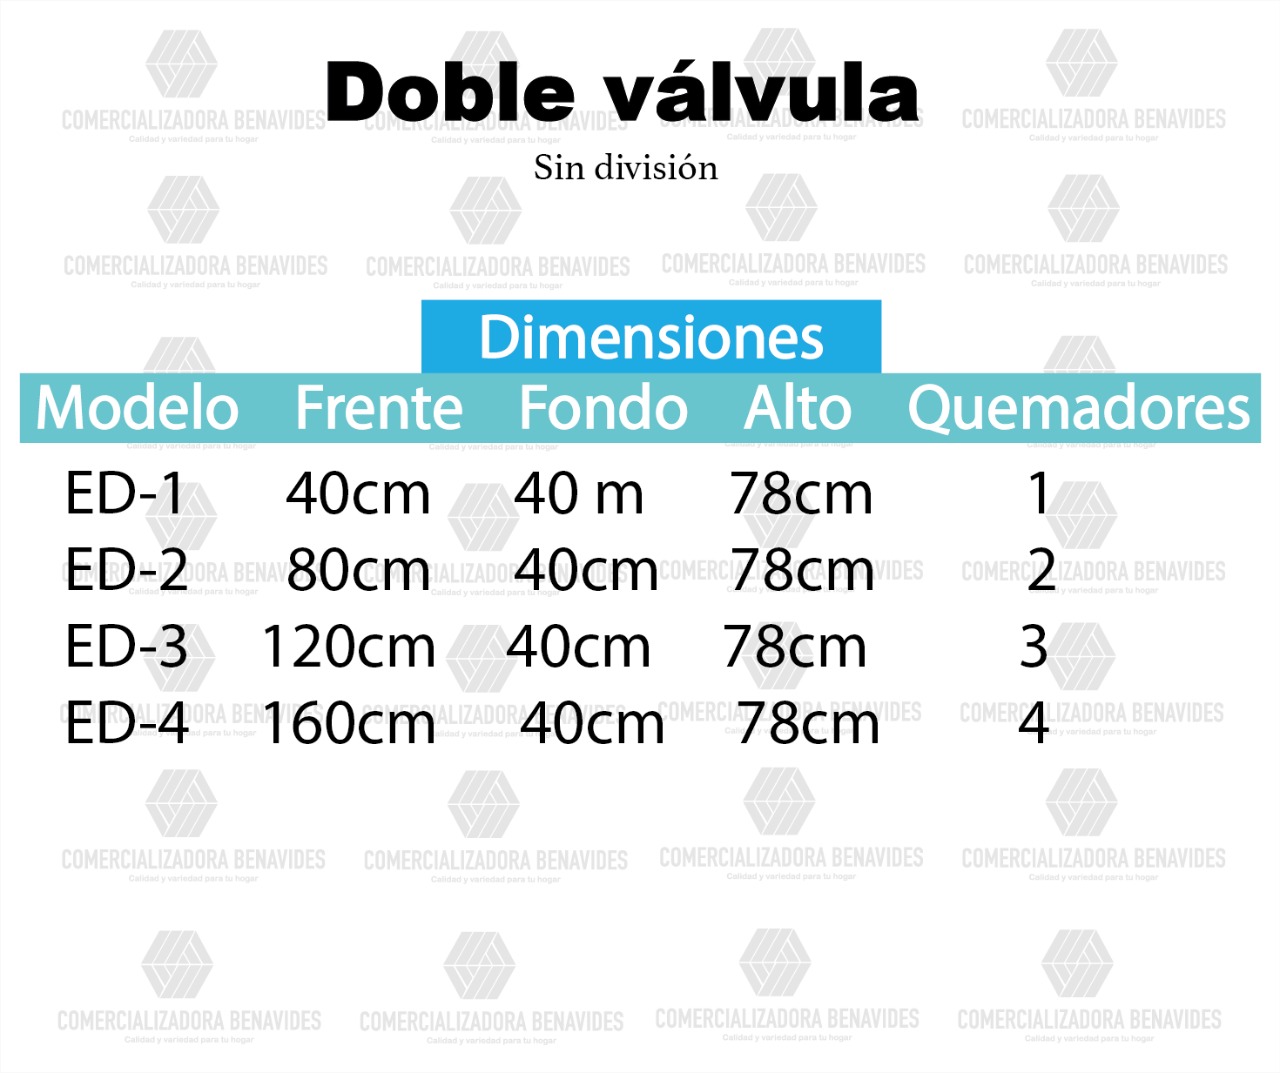 Doble válvula
Sin división
Dimensiones
Modelo Frente Fondo Alto Quemadores
ED-1 40cm 40 m 78cm 1
ED-2 80cm 40cm 78cm 2
ED-3 120cm 40cm 78cm 3
ED-4 160cm 40cm 78cm 4
COMERCIALIZADORA BENAVIDES
Calidad y variedad para tu hogar